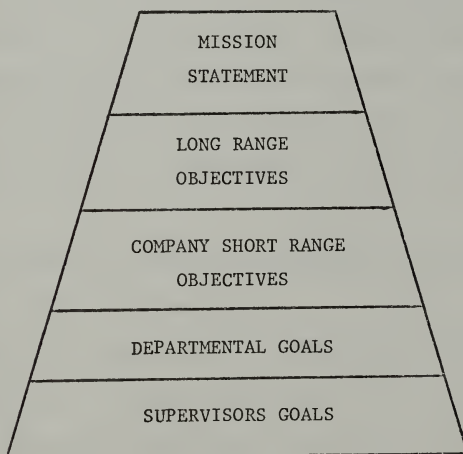 MISSION
STATEMENT
LONG RANGE
OBJECTIVES
COMPANY SHORT RANGE
OBJECTIVES
DEPARTMENTAL GOALS
SUPERVISORS GOALS